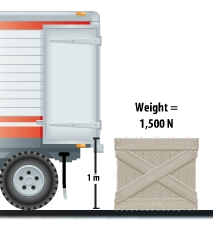 Weight =
1,500 N
1 m